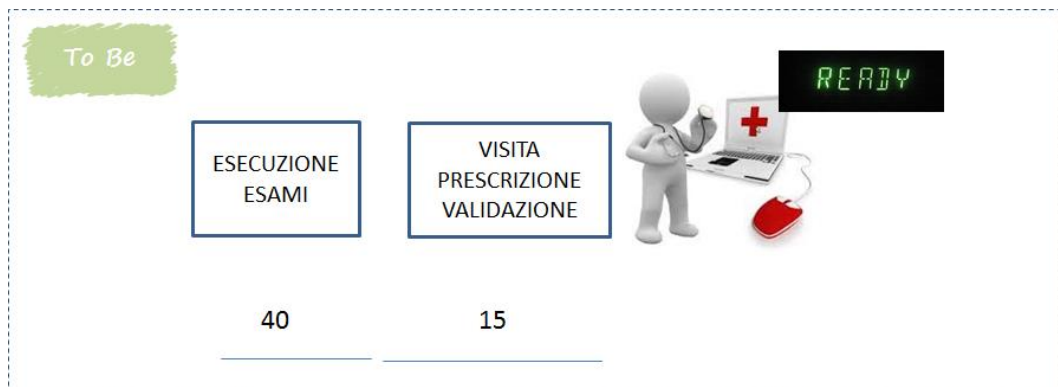 To Be
READY
ESECUZIONE
ESAMI
VISITA
PRESCRIZIONE
VALIDAZIONE
40
15